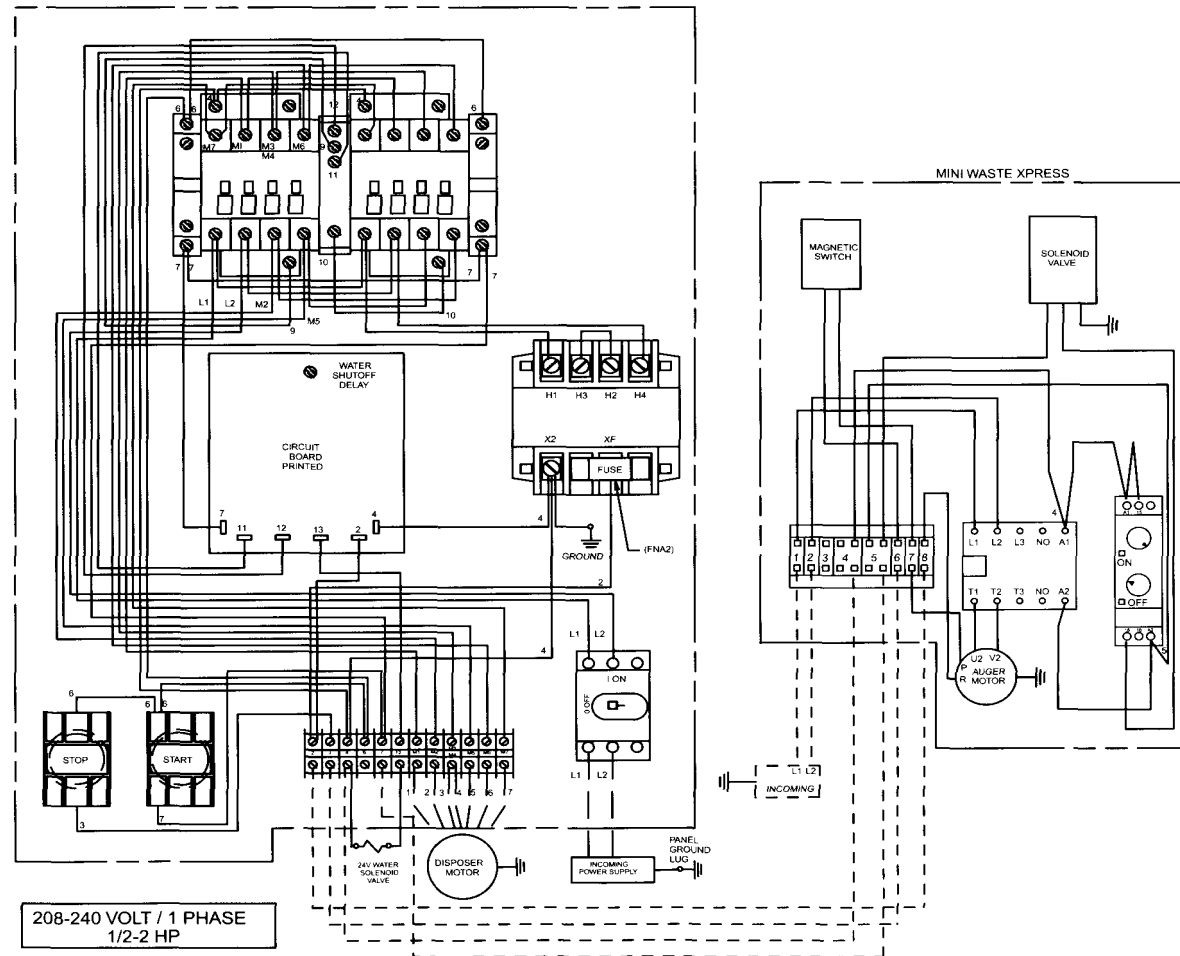 MINI WASTE XPRESS
MAGNETIC
SWITCH
SOLENOID
VALVE
6
6
4
12
4
6
M7
M1
M3
M4
M6
9
11
7
7
10
7
7
L1
L2
M2
M5
9
10
WATER
SHUTOFF
DELAY
CIRCUIT
BOARD
PRINTED
7
11
12
13
2
4
H1
H3
H2
H4
X2
XF
FUSE
4
GROUND
(FNA2)
2
4
L1
L2
I ON
O OFF
L1
L2
6
6
6
STOP
START
3
7
1
2
3
4
5
6
7
24V WATER
SOLENOID
VALVE
DISPOSER
MOTOR
INCOMING
POWER SUPPLY
PANEL
GROUND
LUG
1
2
3
4
5
6
7
8
4
L1
L2
L3
NO
A1
T1
T2
T3
NO
A2
ON
OFF
5
U2
V2
P
R
AUGER
MOTOR
L1
L2
INCOMING
208-240 VOLT / 1 PHASE
1/2-2 HP